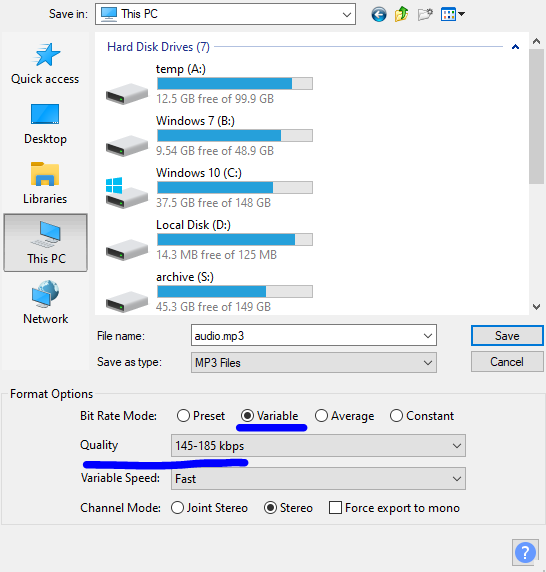 Save in: This PC
Hard Disk Drives (7)
Quick access
temp (A:)
12.5 GB free of 99.9 GB
Desktop
Windows 7 (B:)
9.54 GB free of 48.9 GB
Libraries
Windows 10 (C:)
37.5 GB free of 148 GB
This PC
Local Disk (D:)
14.3 MB free of 125 MB
Network
archive (S:)
45.3 GB free of 149 GB
File name: audio.mp3 Save
Save as type: MP3 Files Cancel
Format Options
Bit Rate Mode: Preset Variable Average Constant
Quality 145-185 kbps
Variable Speed: Fast
Channel Mode: Joint Stereo Stereo Force export to mono
?